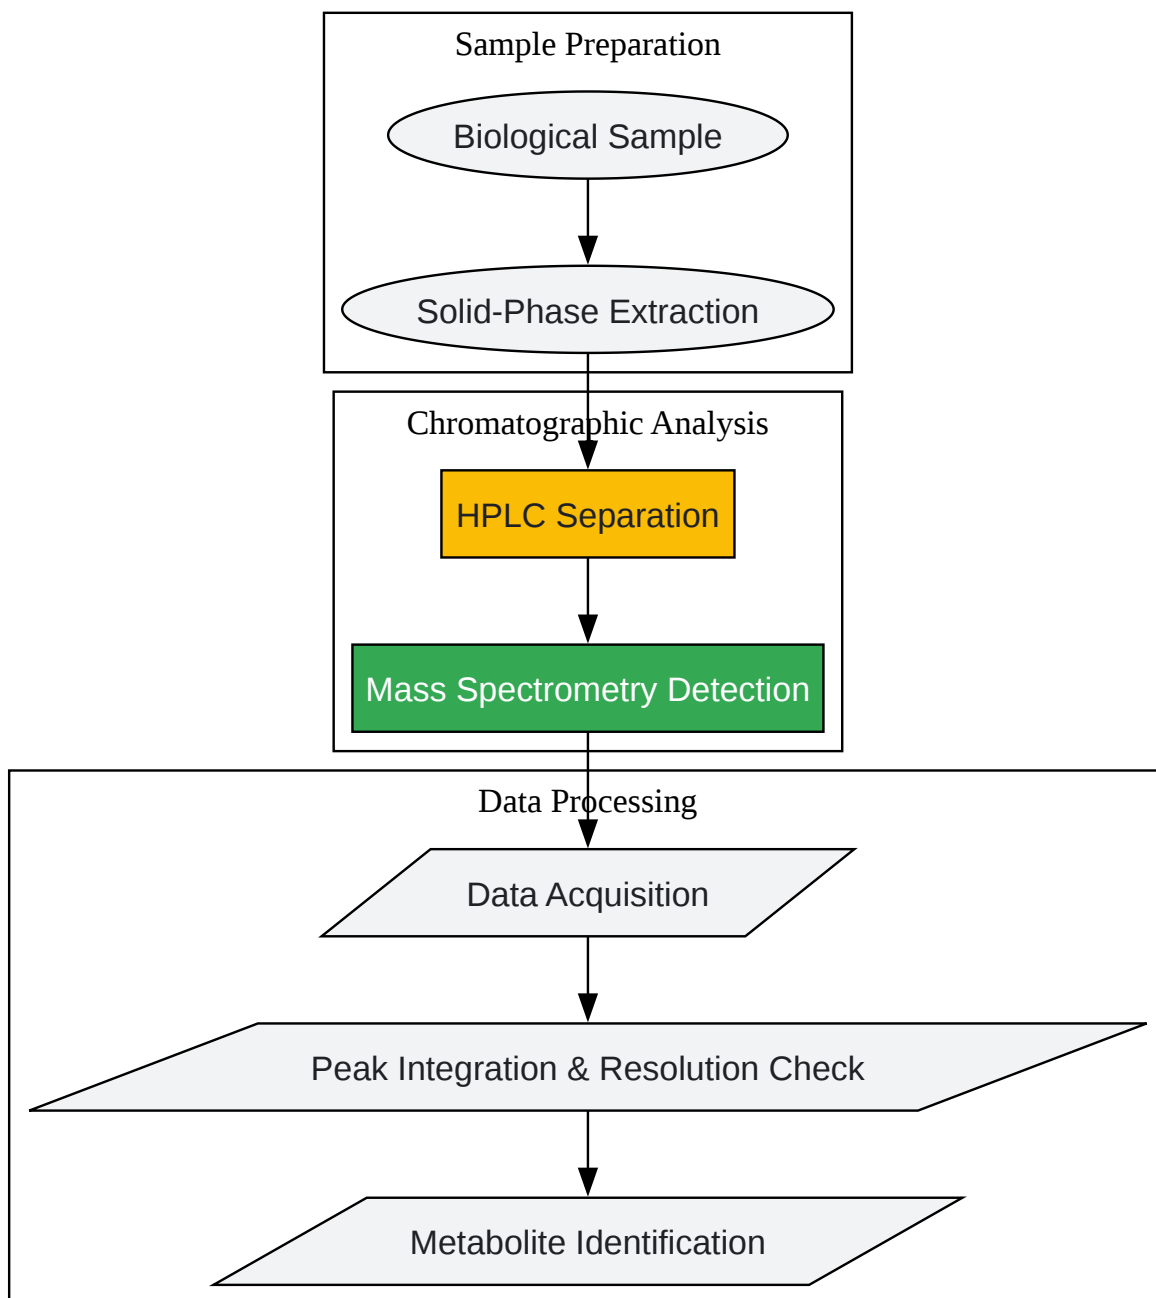 Sample Preparation
Biological Sample
Solid-Phase Extraction
Chromatographic Analysis
HPLC Separation
Mass Spectrometry Detection
Data Processing
Data Acquisition
Peak Integration & Resolution Check
Metabolite Identification